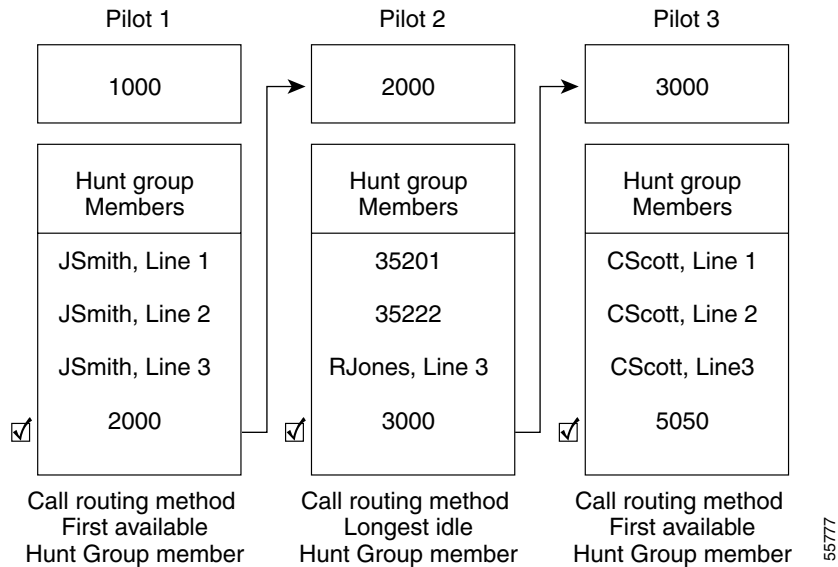 Pilot 1
1000
Hunt group
Members
JSmith, Line 1
JSmith, Line 2
JSmith, Line 3
2000
Call routing method
First available
Hunt Group member
Pilot 2
2000
Hunt group
Members
35201
35222
RJones, Line 3
3000
Call routing method
Longest idle
Hunt Group member
Pilot 3
3000
Hunt group
Members
CScott, Line 1
CScott, Line 2
CScott, Line3
5050
Call routing method
First available
Hunt Group member
55777